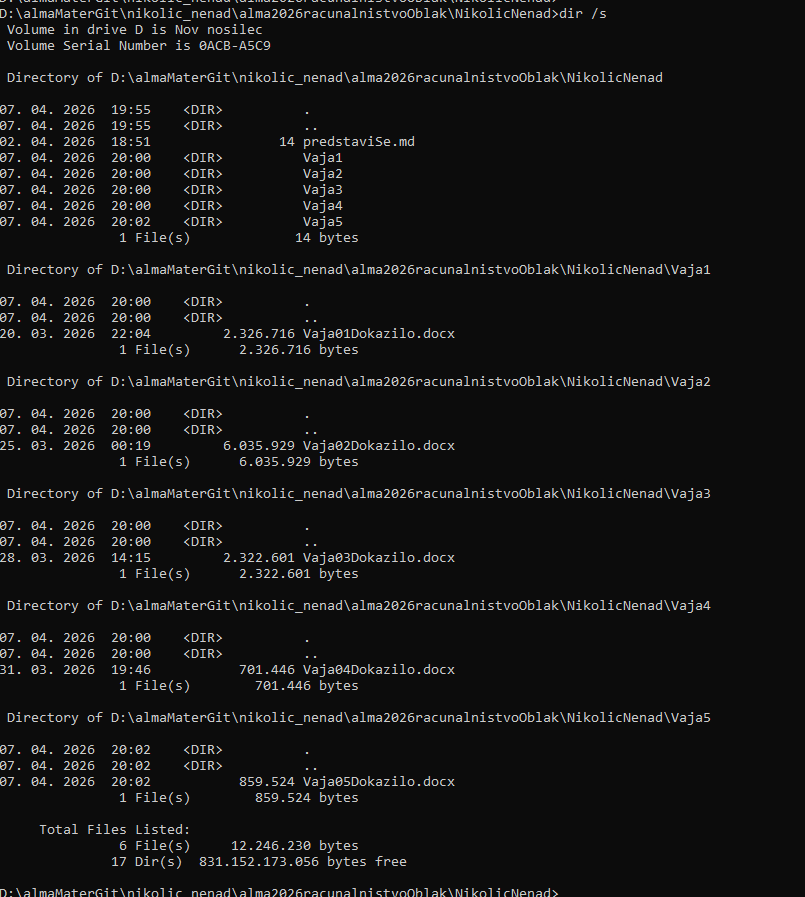 D:\almaMaterGit\nikolic_nenad\alma2026racunalnistvoOblak\NikolicNenad>
D:\almaMaterGit\nikolic_nenad\alma2026racunalnistvoOblak\NikolicNenad>dir /s
 Volume in drive D is Nov nosilec
 Volume Serial Number is 0ACB-A5C9

 Directory of D:\almaMaterGit\nikolic_nenad\alma2026racunalnistvoOblak\NikolicNenad

07. 04. 2026  19:55    <DIR>          .
07. 04. 2026  19:55    <DIR>          ..
02. 04. 2026  18:51                14 predstaviSe.md
07. 04. 2026  20:00    <DIR>          Vaja1
07. 04. 2026  20:00    <DIR>          Vaja2
07. 04. 2026  20:00    <DIR>          Vaja3
07. 04. 2026  20:00    <DIR>          Vaja4
07. 04. 2026  20:02    <DIR>          Vaja5
               1 File(s)             14 bytes

 Directory of D:\almaMaterGit\nikolic_nenad\alma2026racunalnistvoOblak\NikolicNenad\Vaja1

07. 04. 2026  20:00    <DIR>          .
07. 04. 2026  20:00    <DIR>          ..
20. 03. 2026  22:04         2.326.716 Vaja01Dokazilo.docx
               1 File(s)      2.326.716 bytes

 Directory of D:\almaMaterGit\nikolic_nenad\alma2026racunalnistvoOblak\NikolicNenad\Vaja2

07. 04. 2026  20:00    <DIR>          .
07. 04. 2026  20:00    <DIR>          ..
25. 03. 2026  00:19         6.035.929 Vaja02Dokazilo.docx
               1 File(s)      6.035.929 bytes

 Directory of D:\almaMaterGit\nikolic_nenad\alma2026racunalnistvoOblak\NikolicNenad\Vaja3

07. 04. 2026  20:00    <DIR>          .
07. 04. 2026  20:00    <DIR>          ..
28. 03. 2026  14:15         2.322.601 Vaja03Dokazilo.docx
               1 File(s)      2.322.601 bytes

 Directory of D:\almaMaterGit\nikolic_nenad\alma2026racunalnistvoOblak\NikolicNenad\Vaja4

07. 04. 2026  20:00    <DIR>          .
07. 04. 2026  20:00    <DIR>          ..
31. 03. 2026  19:46           701.446 Vaja04Dokazilo.docx
               1 File(s)        701.446 bytes

 Directory of D:\almaMaterGit\nikolic_nenad\alma2026racunalnistvoOblak\NikolicNenad\Vaja5

07. 04. 2026  20:02    <DIR>          .
07. 04. 2026  20:02    <DIR>          ..
07. 04. 2026  20:02           859.524 Vaja05Dokazilo.docx
               1 File(s)        859.524 bytes

     Total Files Listed:
               6 File(s)     12.246.230 bytes
              17 Dir(s)  831.152.173.056 bytes free

D:\almaMaterGit\nikolic_nenad\alma2026racunalnistvoOblak\NikolicNenad>